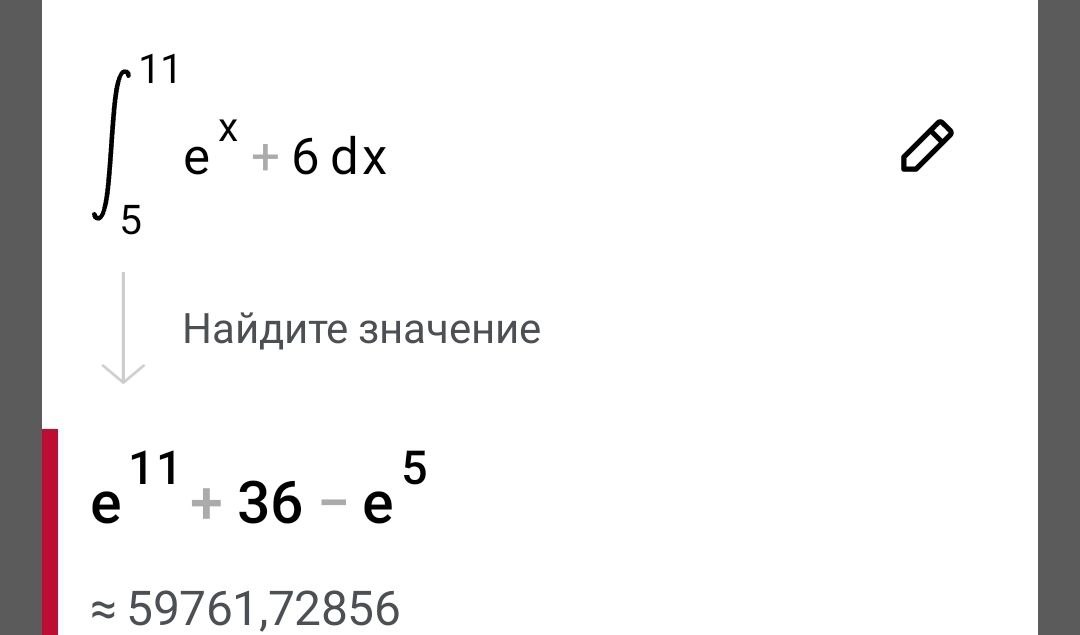 ∫₅¹¹ eˣ + 6 dx
Найдите значение
e¹¹ + 36 − e⁵
≈ 59761,72856